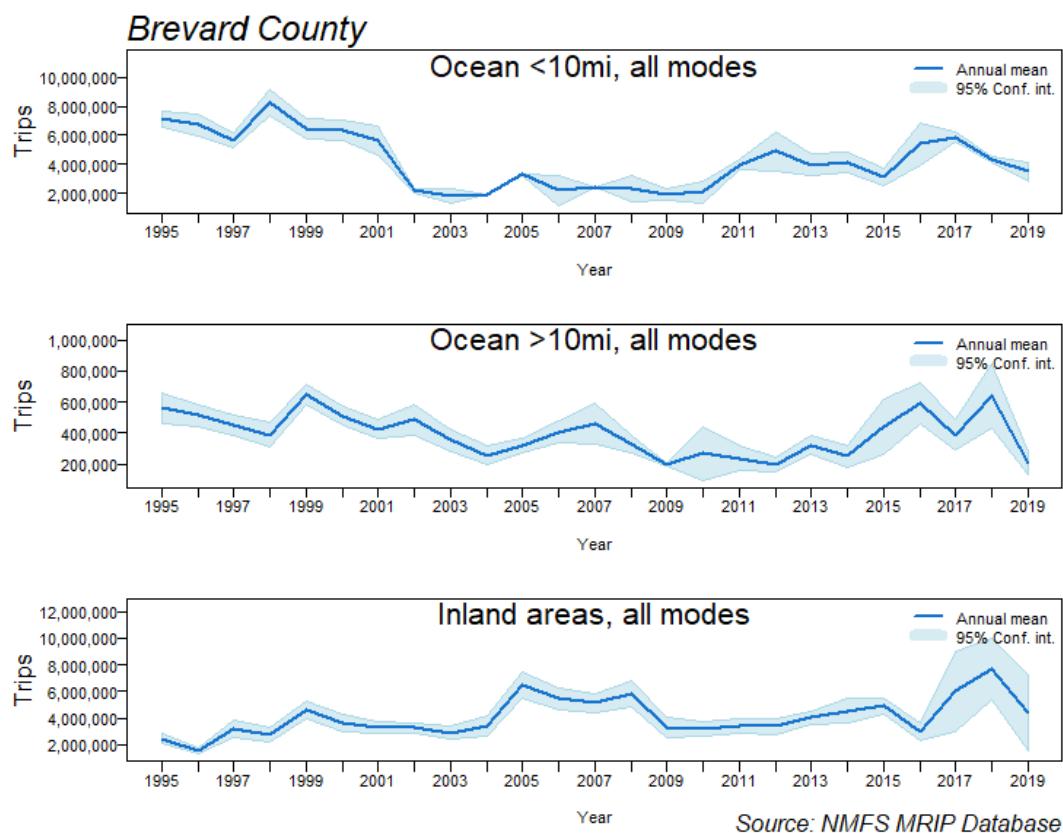 Brevard County
Ocean <10mi, all modes
Annual mean
95% Conf. int.
10,000,000
8,000,000
6,000,000
4,000,000
2,000,000
Trips
1995 1997 1999 2001 2003 2005 2007 2009 2011 2013 2015 2017 2019
Year
Ocean >10mi, all modes
Annual mean
95% Conf. int.
1,000,000
800,000
600,000
400,000
200,000
Trips
1995 1997 1999 2001 2003 2005 2007 2009 2011 2013 2015 2017 2019
Year
Inland areas, all modes
Annual mean
95% Conf. int.
12,000,000
10,000,000
8,000,000
6,000,000
4,000,000
2,000,000
Trips
1995 1997 1999 2001 2003 2005 2007 2009 2011 2013 2015 2017 2019
Year
Source: NMFS MRIP Database